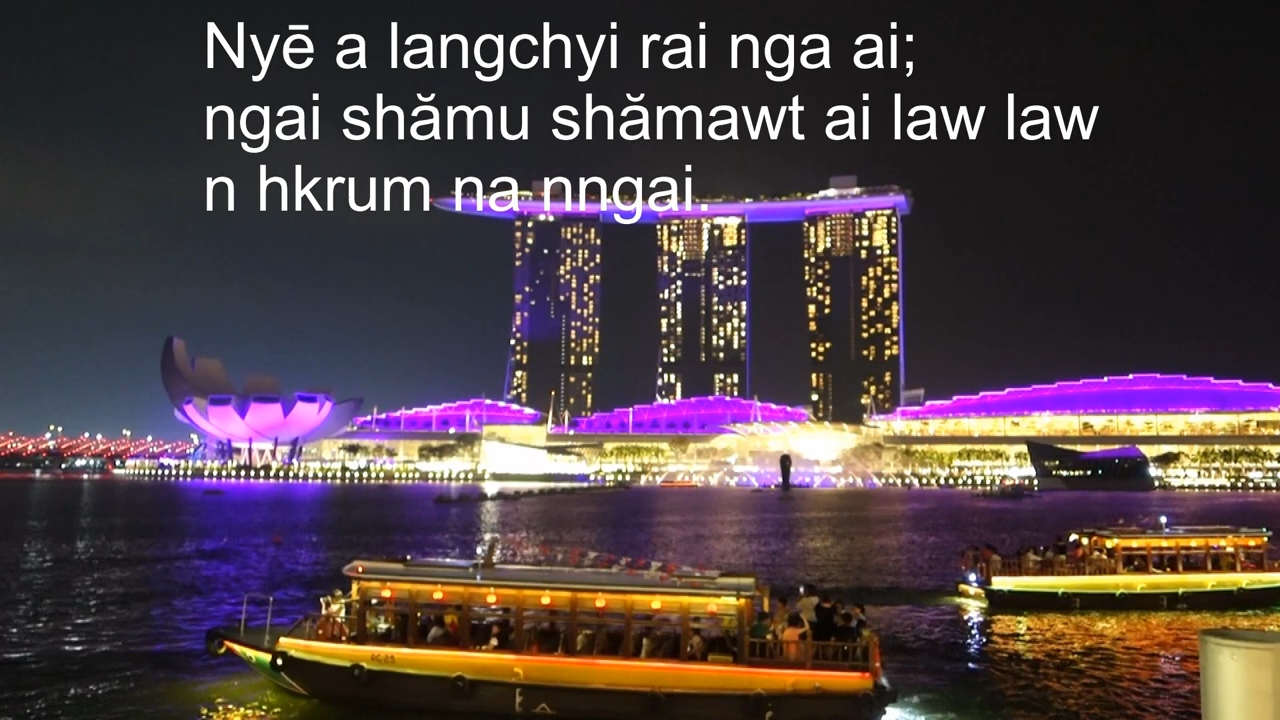 Nyē a langchyi rai nga ai;
ngai shămu shămawt ai law law
n hkrum na nngai.